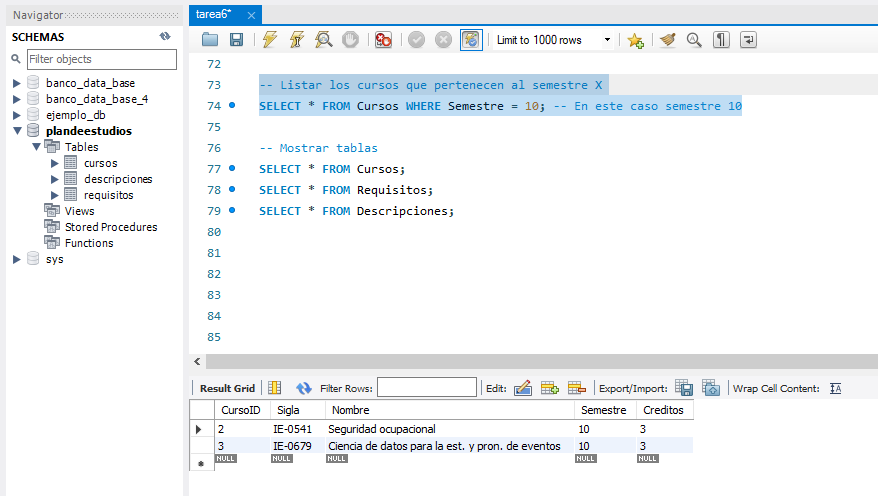 Navigator
SCHEMAS
Filter objects
banco_data_base
banco_data_base_4
ejemplo_db
plandeestudios
Tables
cursos
descripciones
requisitos
Views
Stored Procedures
Functions
sys
tarea6*
Limit to 1000 rows
72
73 -- Listar los cursos que pertenecen al semestre X
74 SELECT * FROM Cursos WHERE Semestre = 10; -- En este caso semestre 10
75
76 -- Mostrar tablas
77 SELECT * FROM Cursos;
78 SELECT * FROM Requisitos;
79 SELECT * FROM Descripciones;
80
81
82
83
84
85
Result Grid Filter Rows: Edit: Export/Import: Wrap Cell Content: IA
CursoID Sigla Nombre Semestre Creditos
2 IE-0541 Seguridad ocupacional 10 3
3 IE-0679 Ciencia de datos para la est. y pron. de eventos 10 3
NULL NULL NULL NULL NULL